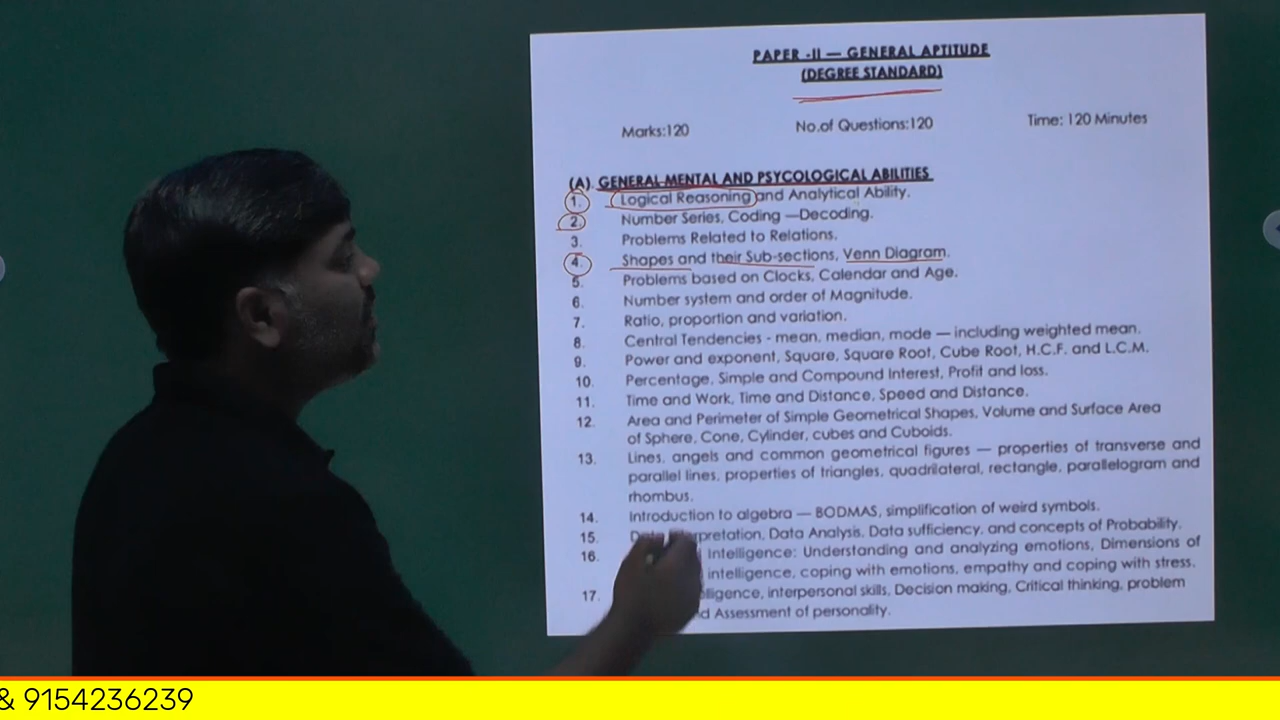 PAPER -II — GENERAL APTITUDE
(DEGREE STANDARD)
Marks:120 No.of Questions:120 Time: 120 Minutes
(A) GENERAL MENTAL AND PSYCOLOGICAL ABILITIES
1. Logical Reasoning and Analytical Ability.
2. Number Series, Coding —Decoding.
3. Problems Related to Relations.
4. Shapes and their Sub-sections, Venn Diagram.
5. Problems based on Clocks, Calendar and Age.
6. Number system and order of Magnitude.
7. Ratio, proportion and variation.
8. Central Tendencies - mean, median, mode — including weighted mean.
9. Power and exponent, Square, Square Root, Cube Root, H.C.F. and L.C.M.
10. Percentage, Simple and Compound Interest, Profit and loss.
11. Time and Work, Time and Distance, Speed and Distance.
12. Area and Perimeter of Simple Geometrical Shapes, Volume and Surface Area
of Sphere, Cone, Cylinder, cubes and Cuboids.
13. Lines, angels and common geometrical figures — properties of transverse and
parallel lines, properties of triangles, quadrilateral, rectangle, parallelogram and
rhombus.
14. Introduction to algebra — BODMAS, simplification of weird symbols.
15. Data Interpretation, Data Analysis, Data sufficiency, and concepts of Probability.
16. Intelligence: Understanding and analyzing emotions, Dimensions of
intelligence, coping with emotions, empathy and coping with stress.
17. interpersonal skills, Decision making, Critical thinking, problem
Assessment of personality.
& 9154236239